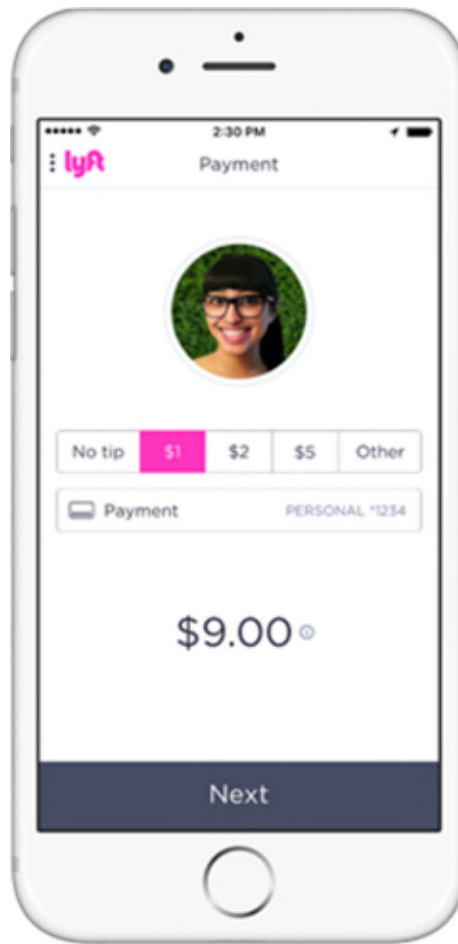 2:30 PM
lyft Payment
No tip $1 $2 $5 Other
Payment PERSONAL *1234
$9.00
Next